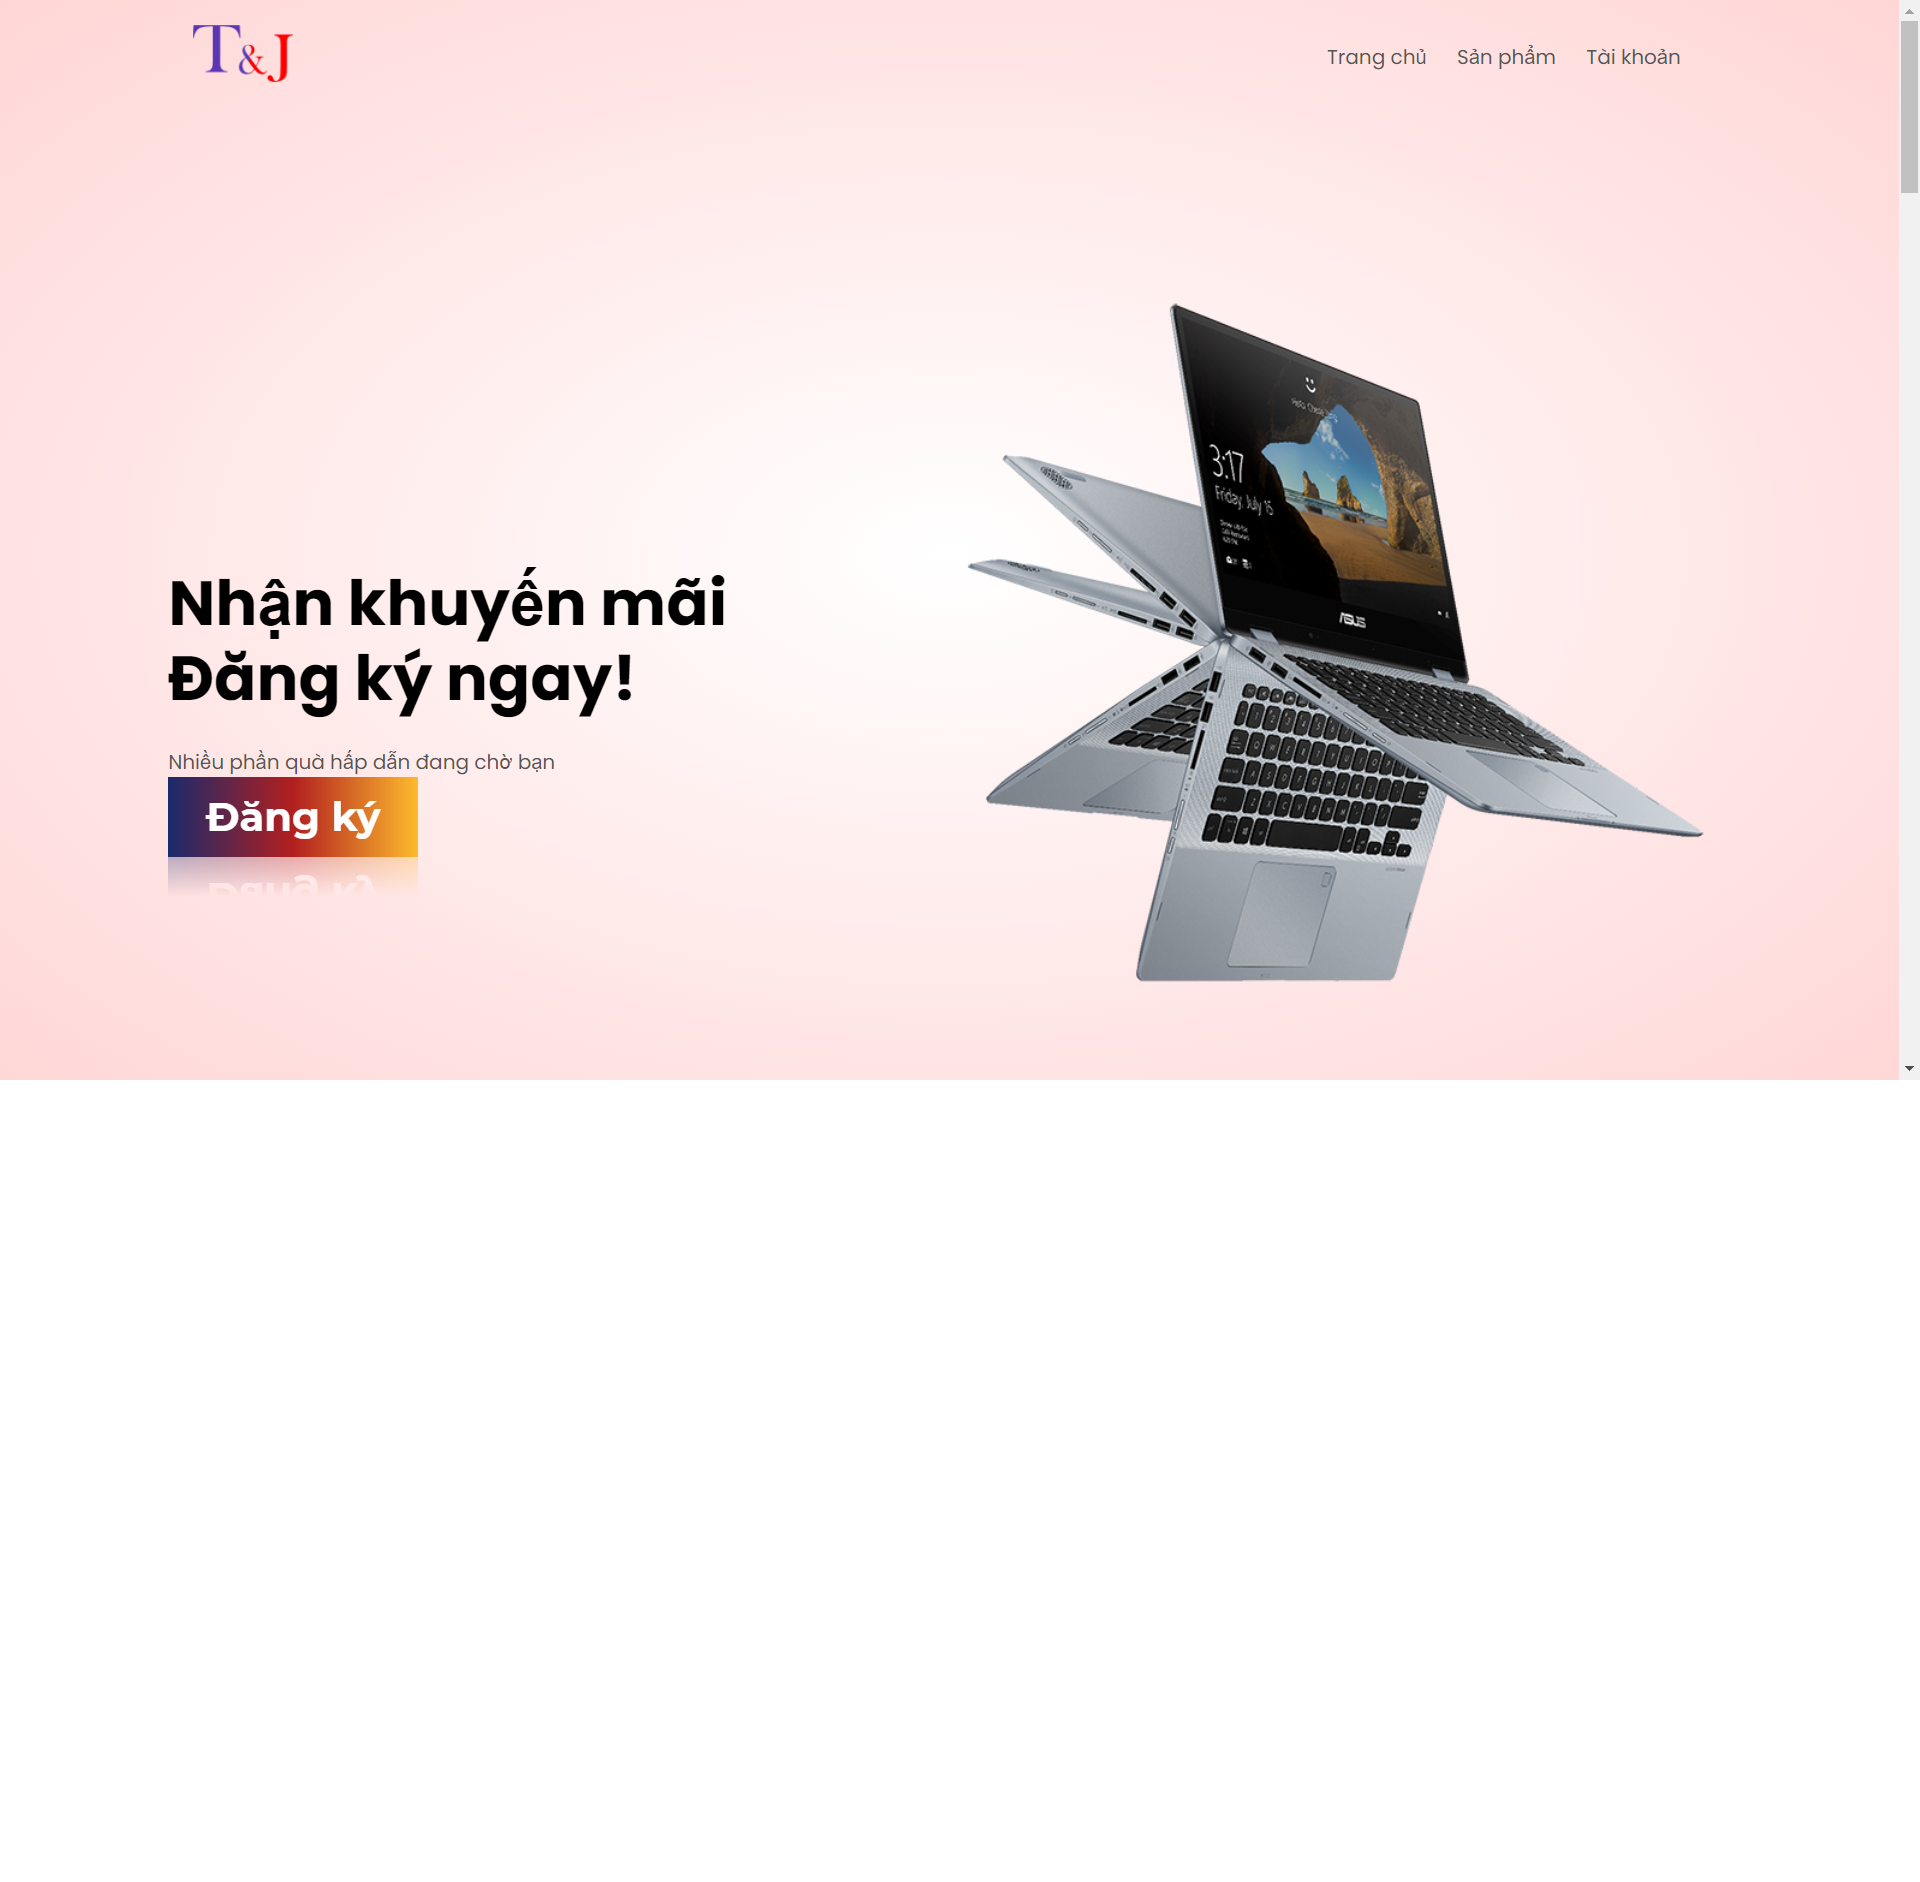 T&J
Trang chủ
Sản phẩm
Tài khoản
3:17
Friday, July 15
ASUS
Nhận khuyến mãi
Đăng ký ngay!
Nhiều phần quà hấp dẫn đang chờ bạn
Đăng ký